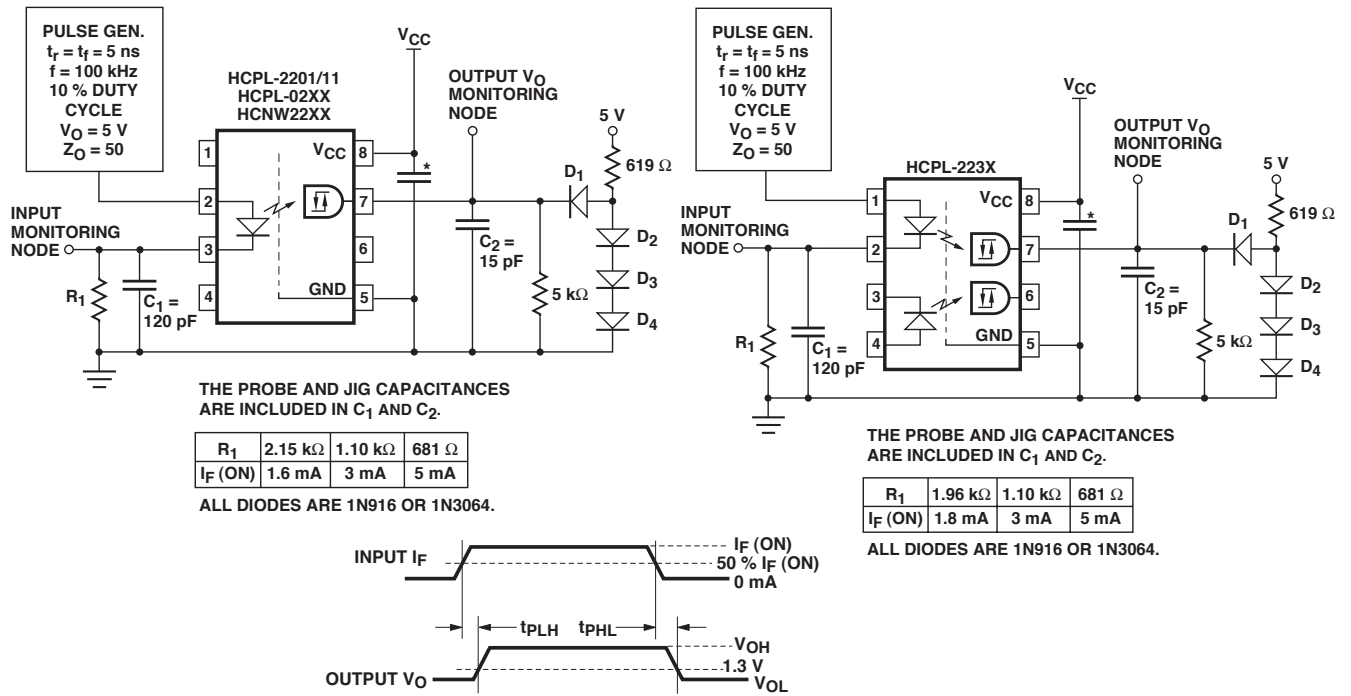 PULSE GEN.
tr = tf = 5 ns
f = 100 kHz
10 % DUTY
CYCLE
VO = 5 V
ZO = 50
HCPL-2201/11
HCPL-02XX
HCNW22XX
VCC
OUTPUT VO
MONITORING
NODE
5 V
619 Ω
D1
D2
D3
D4
1
2
3
4
VCC 8
7
6
GND 5
*
INPUT
MONITORING
NODE
R1
C1 =
120 pF
C2 =
15 pF
5 kΩ
THE PROBE AND JIG CAPACITANCES
ARE INCLUDED IN C1 AND C2.
R1 2.15 kΩ 1.10 kΩ 681 Ω
IF (ON) 1.6 mA 3 mA 5 mA
ALL DIODES ARE 1N916 OR 1N3064.
PULSE GEN.
tr = tf = 5 ns
f = 100 kHz
10 % DUTY
CYCLE
VO = 5 V
ZO = 50
HCPL-223X
VCC
OUTPUT VO
MONITORING
NODE
5 V
619 Ω
D1
D2
D3
D4
1
2
3
4
VCC 8
7
6
GND 5
*
INPUT
MONITORING
NODE
R1
C1 =
120 pF
C2 =
15 pF
5 kΩ
THE PROBE AND JIG CAPACITANCES
ARE INCLUDED IN C1 AND C2.
R1 1.96 kΩ 1.10 kΩ 681 Ω
IF (ON) 1.8 mA 3 mA 5 mA
ALL DIODES ARE 1N916 OR 1N3064.
INPUT IF
IF (ON)
50 % IF (ON)
0 mA
tPLH tPHL
OUTPUT VO
VOH
1.3 V
VOL